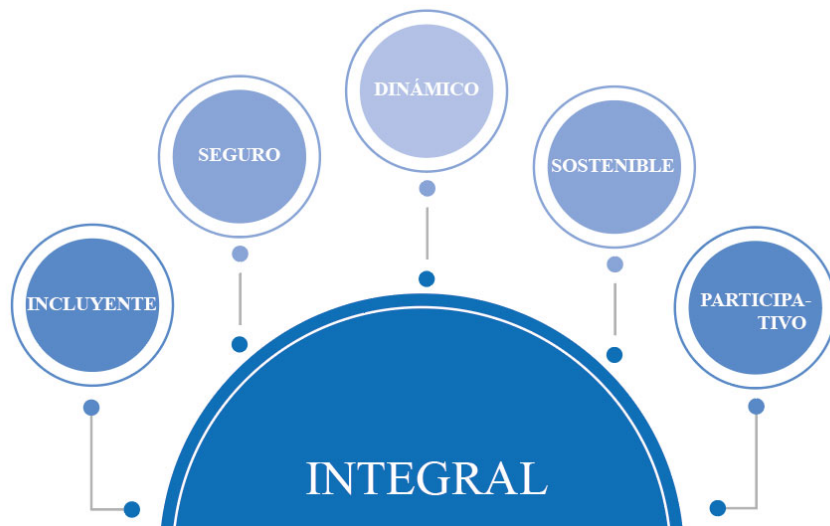 DINÁMICO
SEGURO
SOSTENIBLE
INCLUYENTE
PARTICIPA-
TIVO
INTEGRAL